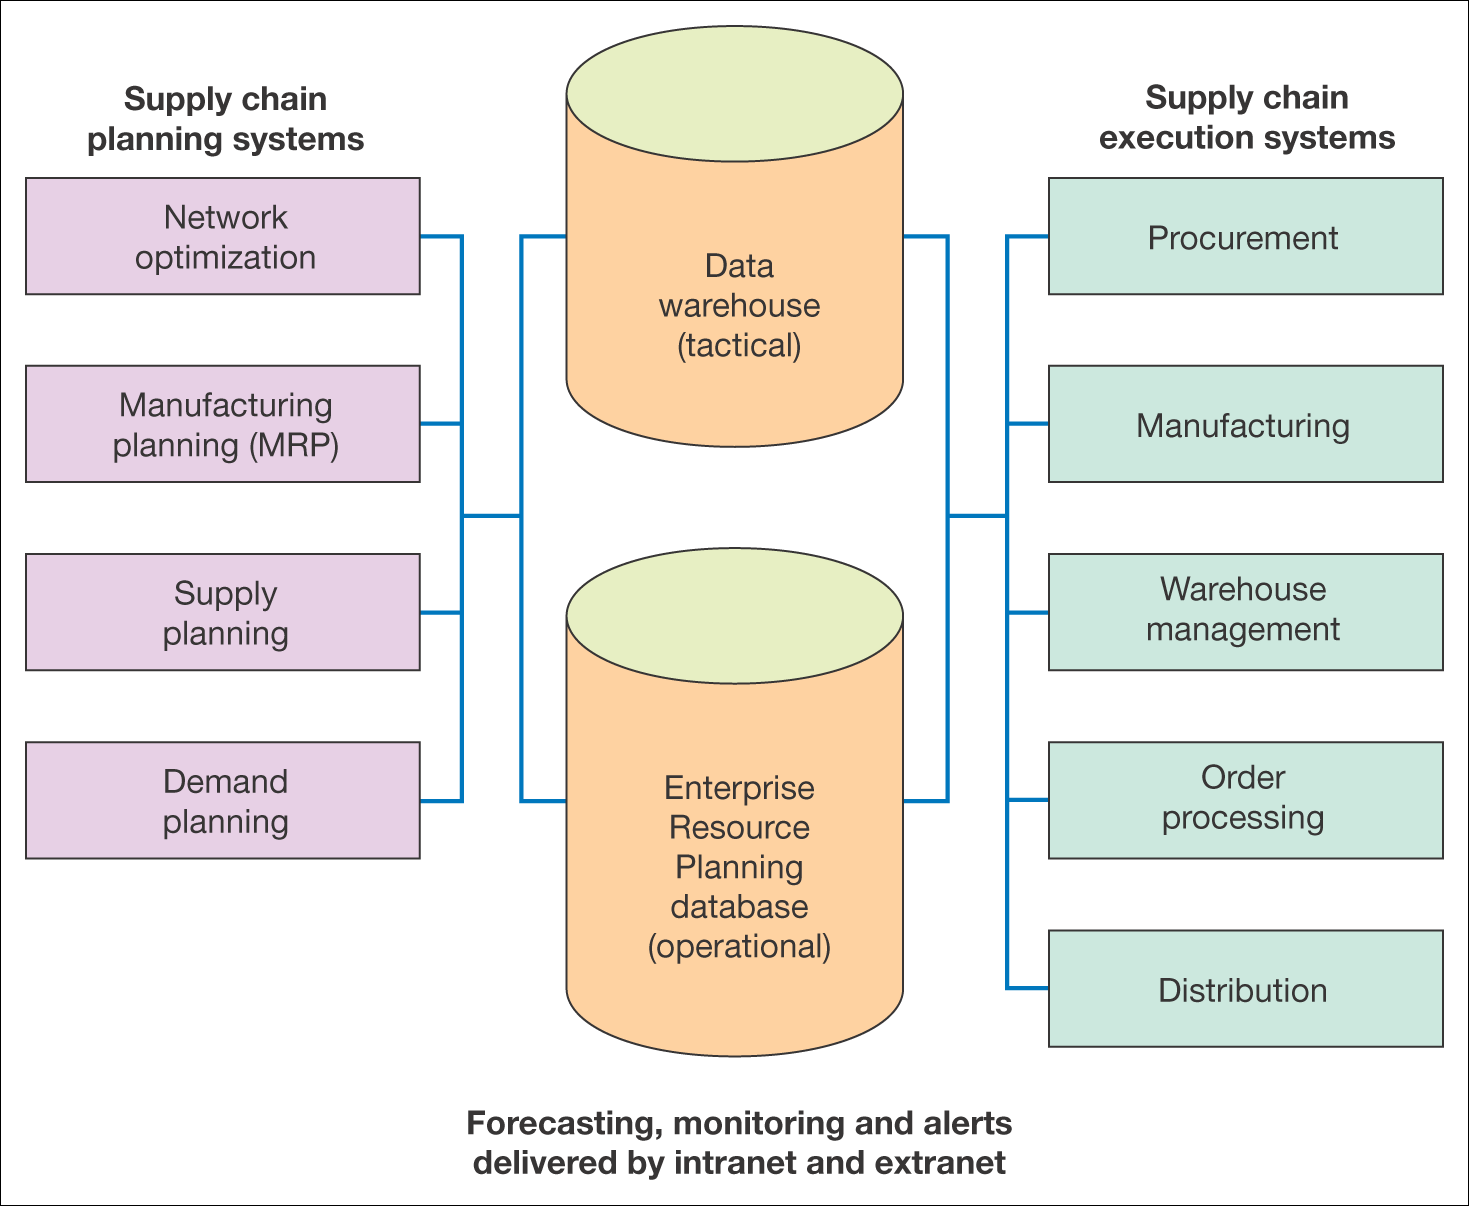 Supply chain
planning systems
Network
optimization
Manufacturing
planning (MRP)
Supply
planning
Demand
planning
Data
warehouse
(tactical)
Enterprise
Resource
Planning
database
(operational)
Supply chain
execution systems
Procurement
Manufacturing
Warehouse
management
Order
processing
Distribution
Forecasting, monitoring and alerts
delivered by intranet and extranet